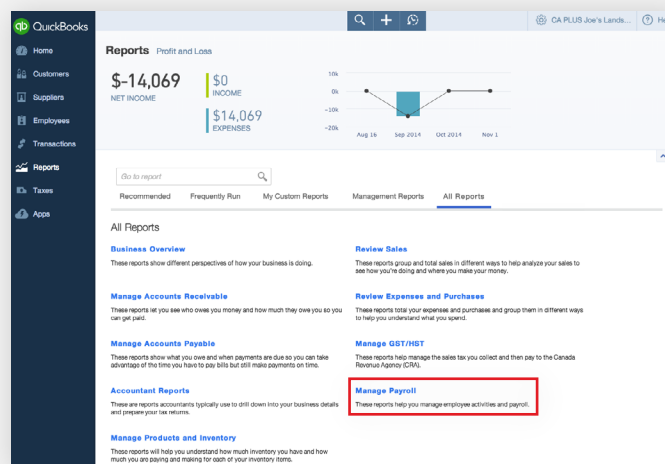 QuickBooks
CA PLUS Joe's Lands...
Home
Customers
Suppliers
Employees
Transactions
Reports
Taxes
Apps
Reports Profit and Loss
$-14,069
NET INCOME
$0
INCOME
$14,069
EXPENSES
10k
0k
-10k
-20k
Aug 16 Sep 2014 Oct 2014 Nov 1
Go to report
Recommended Frequently Run My Custom Reports Management Reports All Reports
All Reports
Business Overview
These reports show different perspectives of how your business is doing.
Review Sales
These reports group and total sales in different ways to help analyze your sales to
see how you're doing and where you make your money.
Manage Accounts Receivable
These reports let you see who owes you money and how much they owe you so you
can get paid.
Review Expenses and Purchases
These reports total your expenses and purchases and group them in different ways
to help you understand what you spend.
Manage Accounts Payable
These reports show what you owe and when payments are due so you can take
advantage of the time you have to pay bills but still make payments on time.
Manage GST/HST
These reports help manage the sales tax you collect and then pay to the Canada
Revenue Agency (CRA).
Accountant Reports
These are reports accountants typically use to drill down into your business details
and prepare your tax returns.
Manage Payroll
These reports help you manage employee activities and payroll.
Manage Products and Inventory
These reports will help you understand how much inventory you have and how
much you are paying and making for each of your inventory items.